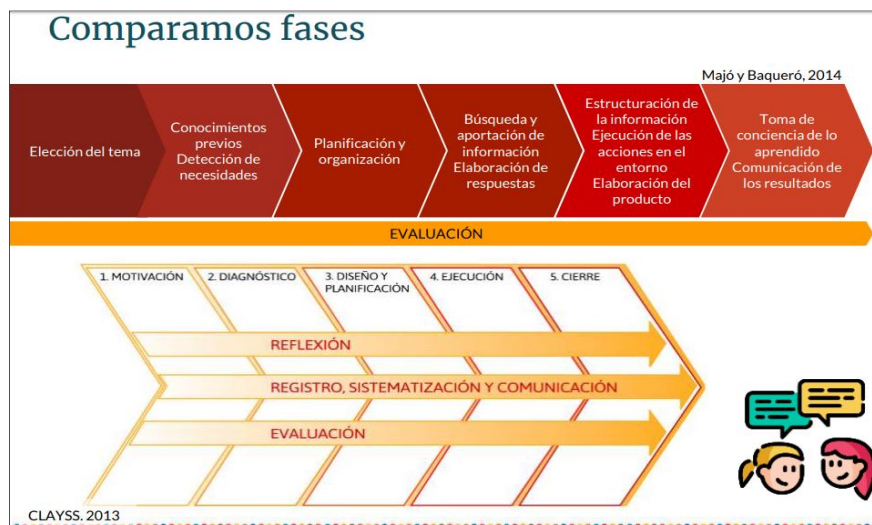 Comparamos fases
Majó y Baqueró, 2014
Elección del tema
Conocimientos
previos
Detección de
necesidades
Planificación y
organización
Búsqueda y
aportación de
información
Elaboración de
respuestas
Estructuración de
la información
Ejecución de las
acciones en el
entorno
Elaboración del
producto
Toma de
conciencia de lo
aprendido
Comunicación de
los resultados
EVALUACIÓN
1. MOTIVACIÓN
2. DIAGNÓSTICO
3. DISEÑO Y
PLANIFICACIÓN
4. EJECUCIÓN
5. CIERRE
REFLEXIÓN
REGISTRO, SISTEMATIZACIÓN Y COMUNICACIÓN
EVALUACIÓN
CLAYSS. 2013